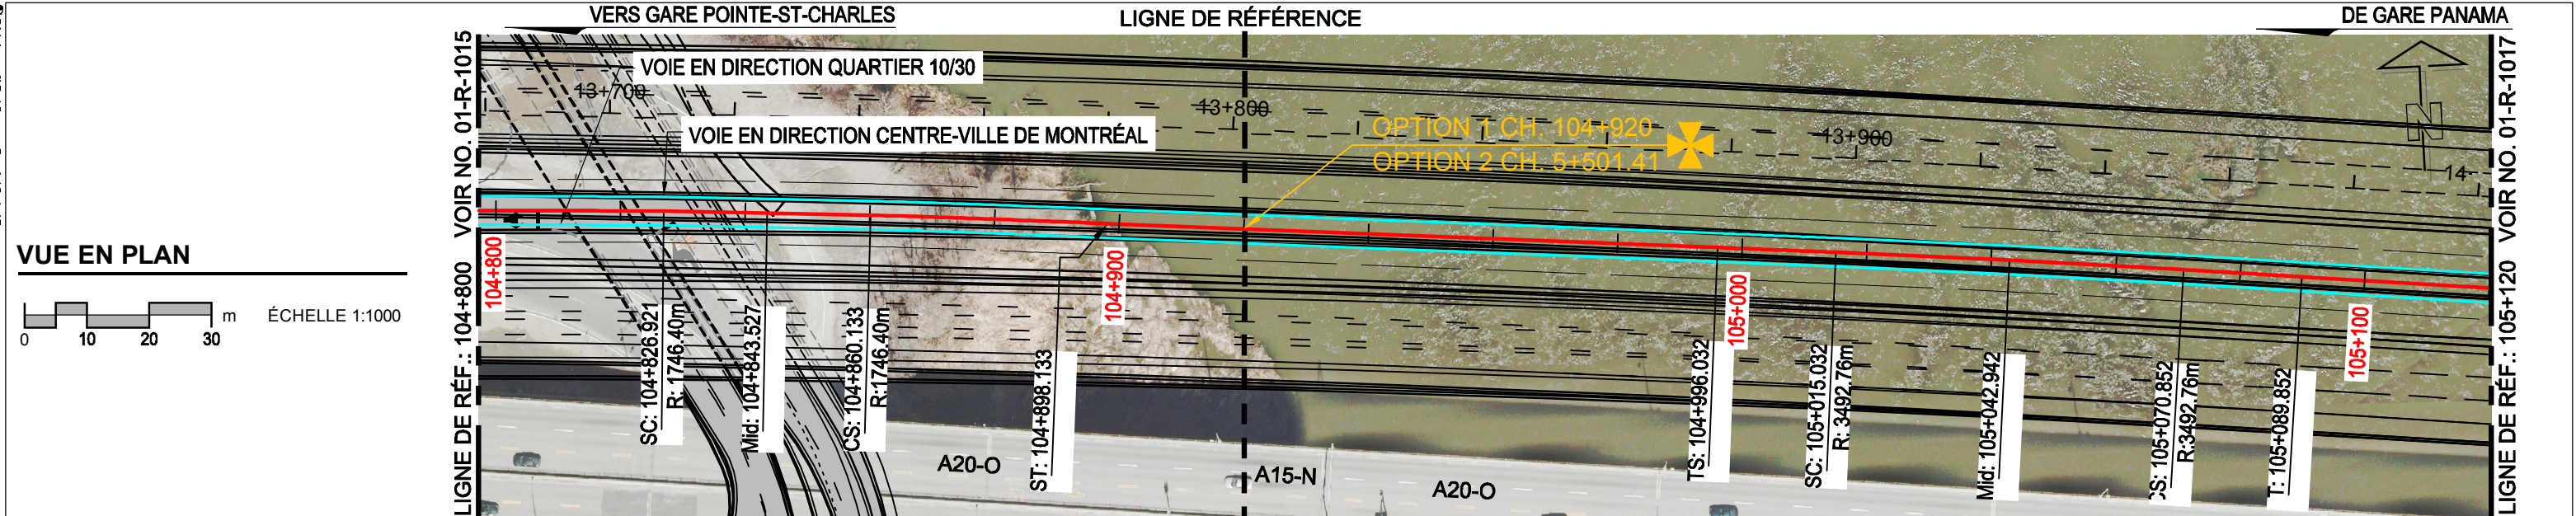 VERS GARE POINTE-ST-CHARLES
LIGNE DE RÉFÉRENCE
DE GARE PANAMA
VOIE EN DIRECTION QUARTIER 10/30
13+700
13+800
13+900
14-
VOIE EN DIRECTION CENTRE-VILLE DE MONTRÉAL
OPTION 1 CH. 104+920
OPTION 2 CH. 5+501.41
N
LIGNE DE RÉF.: 104+800 VOIR NO. 01-R-1015
LIGNE DE RÉF.: 105+120 VOIR NO. 01-R-1017
VUE EN PLAN
0 10 20 30 m
ÉCHELLE 1:1000
104+800
104+900
105+000
105+100
SC: 104+826.921
R: 1746.40m
Mid: 104+843.527
CS: 104+860.133
R:1746.40m
ST: 104+898.133
TS: 104+996.032
SC: 105+015.032
R: 3492.76m
Mid: 105+042.942
CS: 105+070.852
R:3492.76m
T: 105+089.852
A20-O
A15-N
A20-O